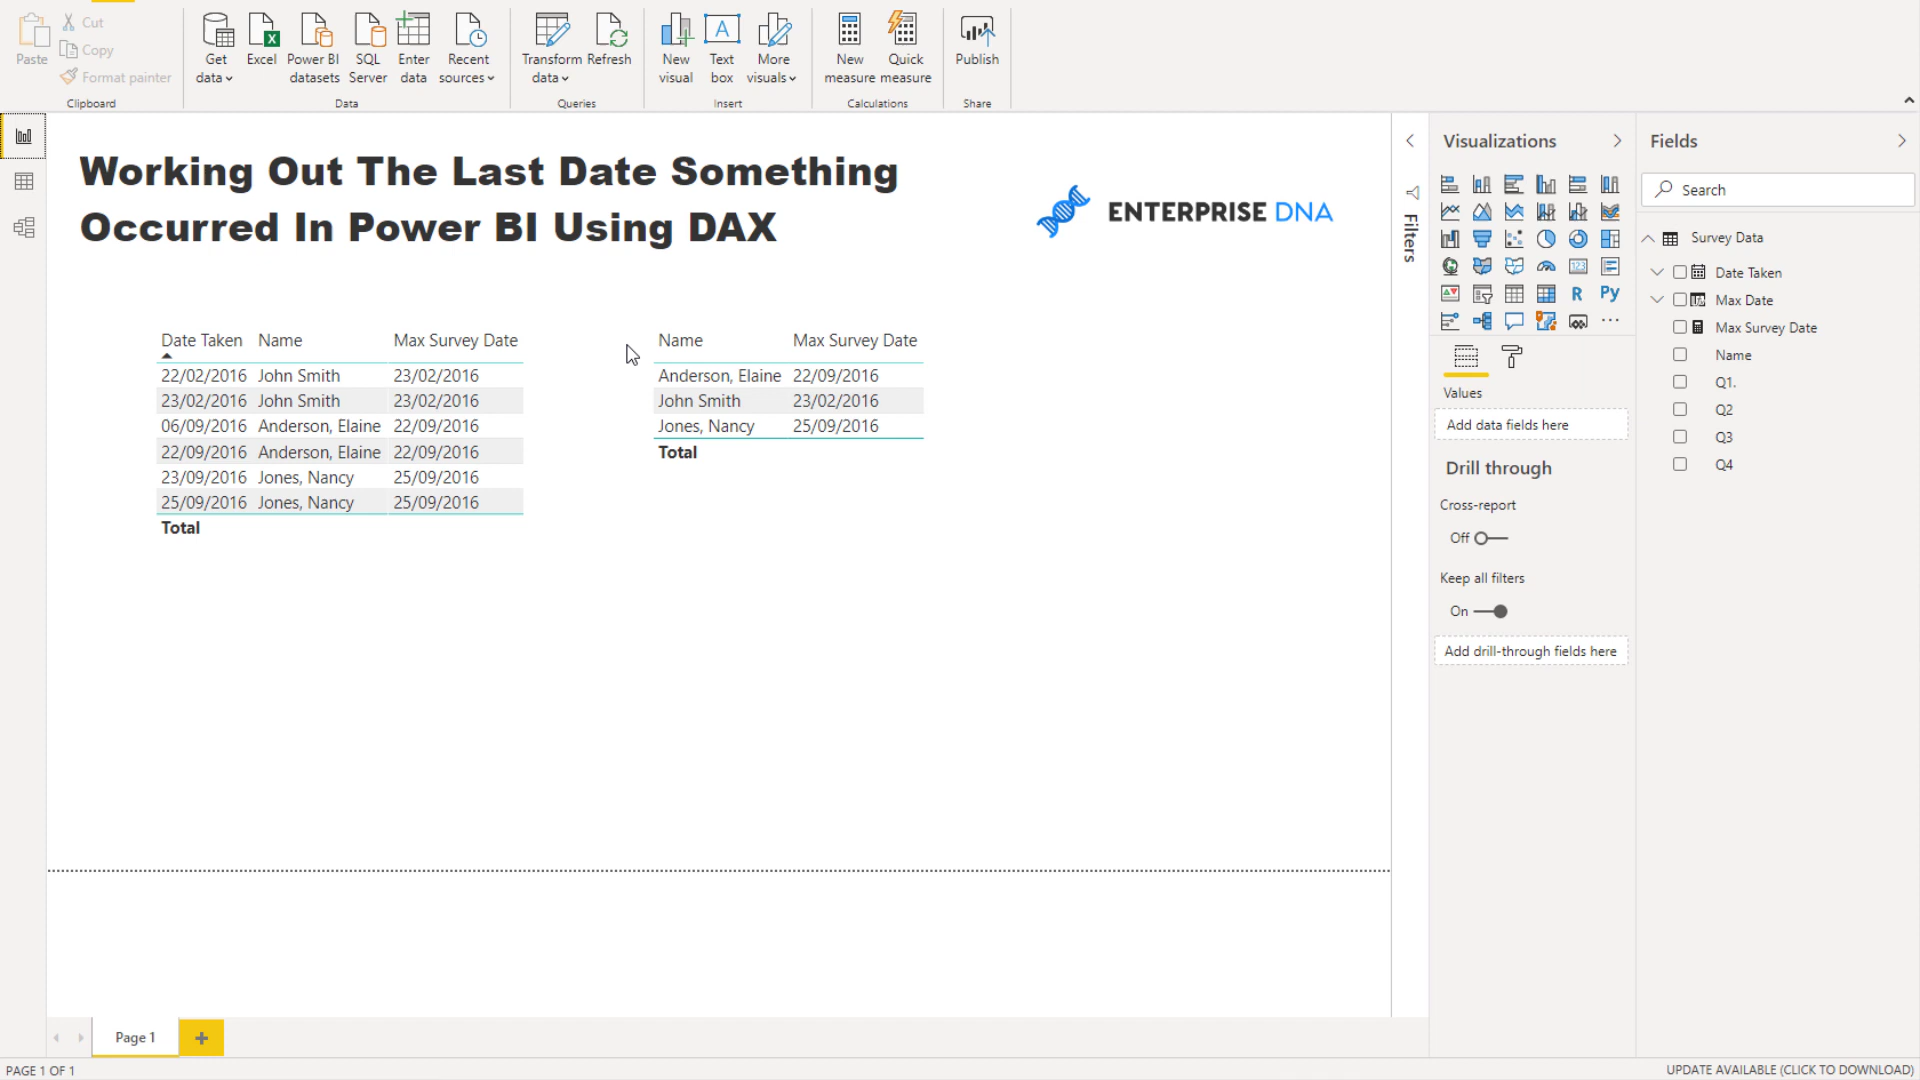 Paste
Cut
Copy
Format painter
Clipboard
Get data
Excel
Power BI datasets
SQL Server
Enter data
Recent sources
Data
Transform data
Refresh
Queries
New visual
Text box
More visuals
Insert
New measure
Quick measure
Calculations
Publish
Share
Working Out The Last Date Something
Occurred In Power BI Using DAX
ENTERPRISE DNA
Date Taken Name Max Survey Date
22/02/2016 John Smith 23/02/2016
23/02/2016 John Smith 23/02/2016
06/09/2016 Anderson, Elaine 22/09/2016
22/09/2016 Anderson, Elaine 22/09/2016
23/09/2016 Jones, Nancy 25/09/2016
25/09/2016 Jones, Nancy 25/09/2016
Total
Name Max Survey Date
Anderson, Elaine 22/09/2016
John Smith 23/02/2016
Jones, Nancy 25/09/2016
Total
Filters
Visualizations
R
Py
123
Values
Add data fields here
Drill through
Cross-report
Off
Keep all filters
On
Add drill-through fields here
Fields
Search
Survey Data
Date Taken
Max Date
Max Survey Date
Name
Q1.
Q2
Q3
Q4
Page 1
PAGE 1 OF 1
UPDATE AVAILABLE (CLICK TO DOWNLOAD)